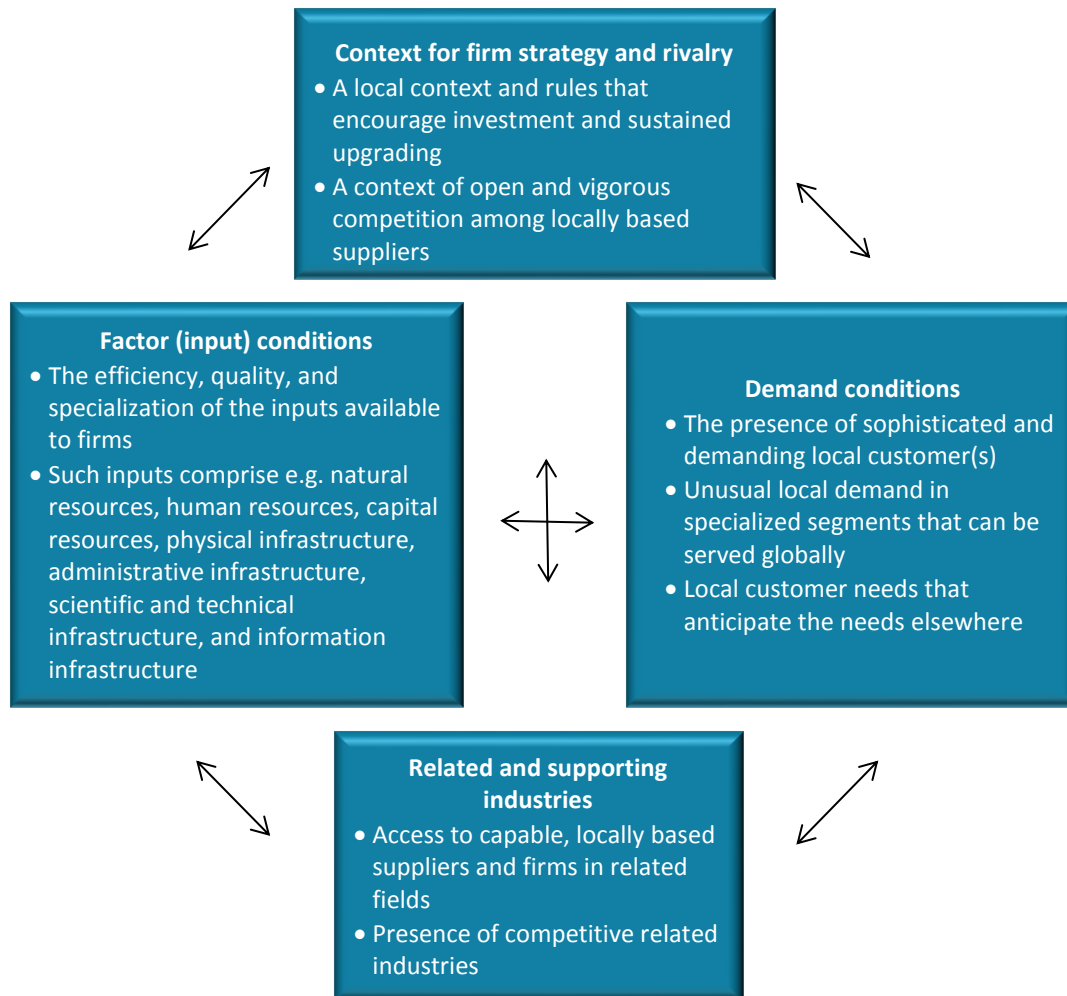 Context for firm strategy and rivalry
• A local context and rules that
encourage investment and sustained
upgrading
• A context of open and vigorous
competition among locally based
suppliers
Factor (input) conditions
• The efficiency, quality, and
specialization of the inputs available
to firms
• Such inputs comprise e.g. natural
resources, human resources, capital
resources, physical infrastructure,
administrative infrastructure,
scientific and technical
infrastructure, and information
infrastructure
Demand conditions
• The presence of sophisticated and
demanding local customer(s)
• Unusual local demand in
specialized segments that can be
served globally
• Local customer needs that
anticipate the needs elsewhere
Related and supporting
industries
• Access to capable, locally based
suppliers and firms in related
fields
• Presence of competitive related
industries